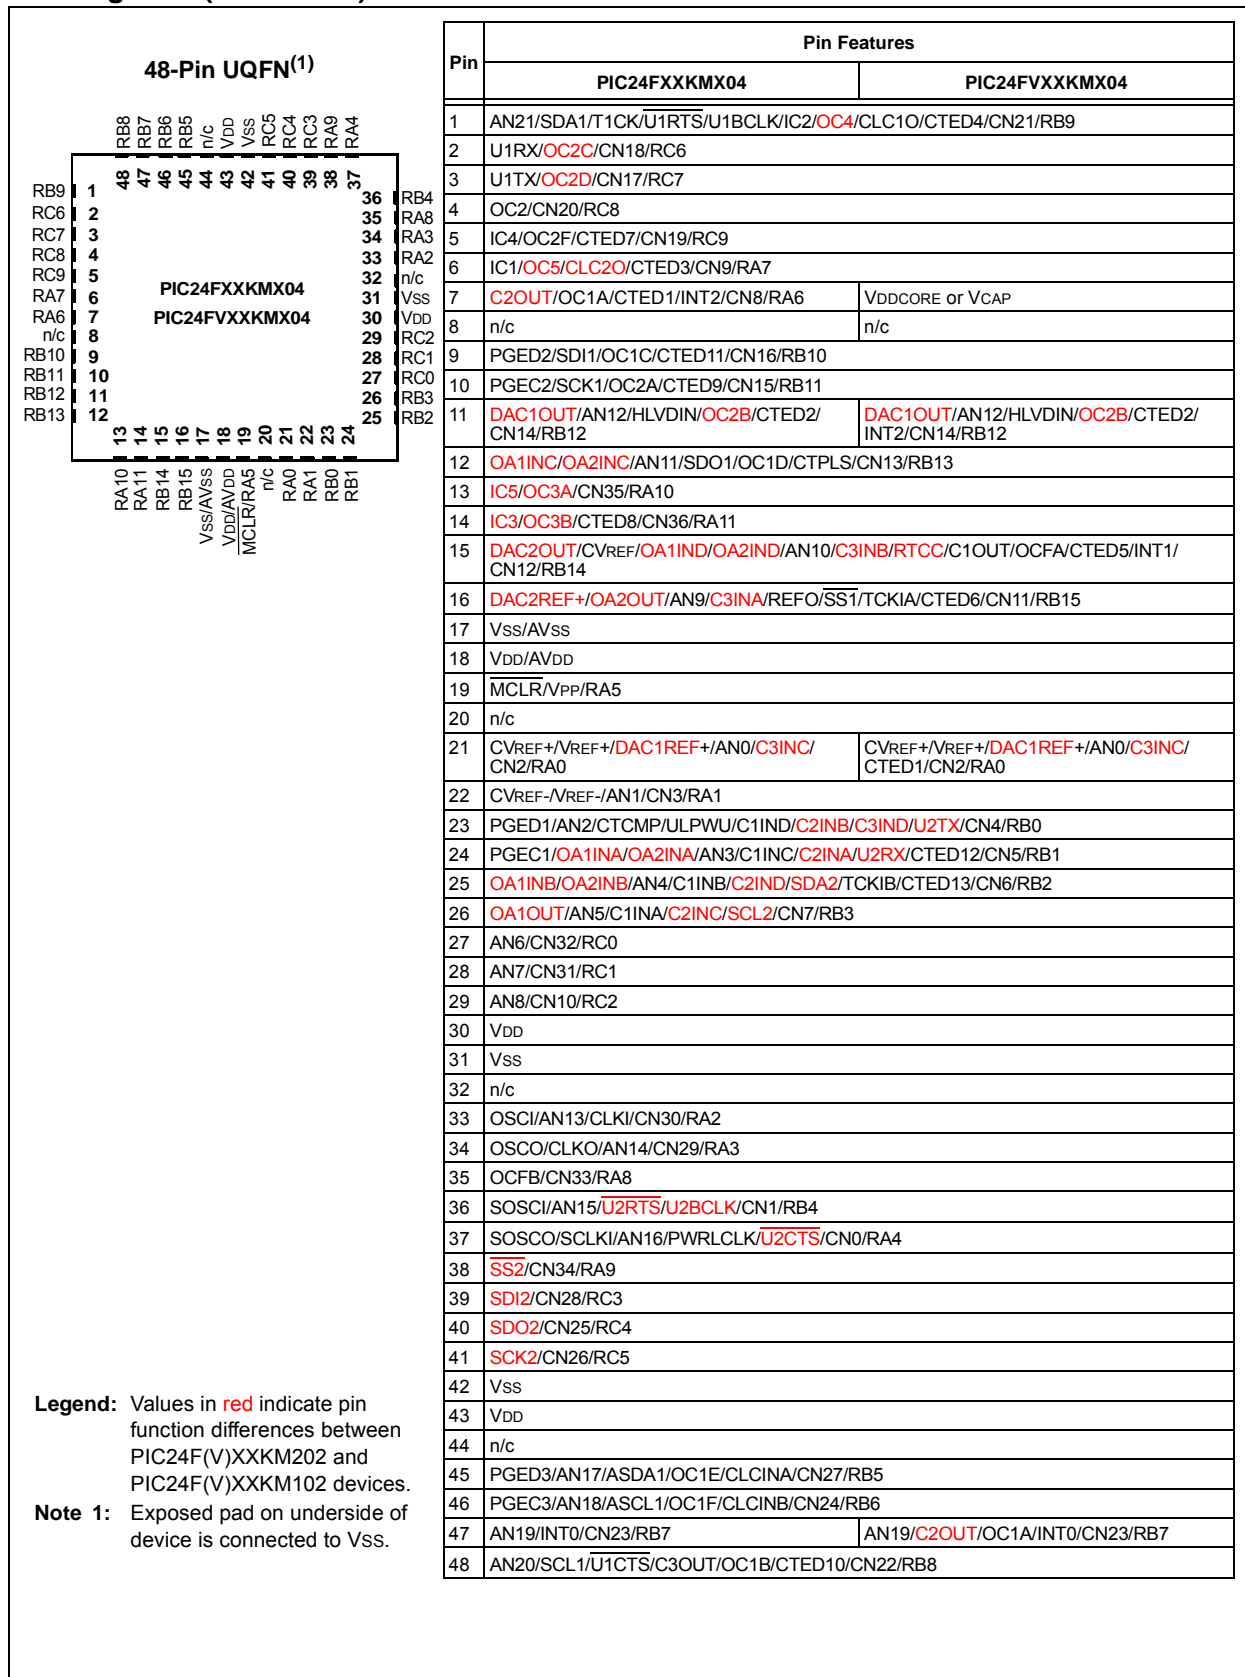 48-Pin UQFN(1)
RB8
RB7
RB6
RB5
n/c
VDD
VSS
RC5
RC4
RC3
RA9
RA4
48 47 46 45 44 43 42 41 40 39 38 37
RB9 1
RC6 2
RC7 3
RC8 4
RC9 5
RA7 6
RA6 7
n/c 8
RB10 9
RB11 10
RB12 11
RB13 12
PIC24FXXKMX04
PIC24FVXXKMX04
36 RB4
35 RA8
34 RA3
33 RA2
32 n/c
31 VSS
30 VDD
29 RC2
28 RC1
27 RC0
26 RB3
25 RB2
13 14 15 16 17 18 19 20 21 22 23 24
RA10
RA11
RB14
RB15
VSS/AVSS
VDD/AVDD
MCLR/RA5
n/c
RA0
RA1
RB0
RB1
Pin
Pin Features
PIC24FXXKMX04 PIC24FVXXKMX04
1 AN21/SDA1/T1CK/U1RTS/U1BCLK/IC2/OC4/CLC1O/CTED4/CN21/RB9
2 U1RX/OC2C/CN18/RC6
3 U1TX/OC2D/CN17/RC7
4 OC2/CN20/RC8
5 IC4/OC2F/CTED7/CN19/RC9
6 IC1/OC5/CLC2O/CTED3/CN9/RA7
7 C2OUT/OC1A/CTED1/INT2/CN8/RA6 VDDCORE or VCAP
8 n/c n/c
9 PGED2/SDI1/OC1C/CTED11/CN16/RB10
10 PGEC2/SCK1/OC2A/CTED9/CN15/RB11
11 DAC1OUT/AN12/HLVDIN/OC2B/CTED2/ DAC1OUT/AN12/HLVDIN/OC2B/CTED2/
CN14/RB12 INT2/CN14/RB12
12 OA1INC/OA2INC/AN11/SDO1/OC1D/CTPLS/CN13/RB13
13 IC5/OC3A/CN35/RA10
14 IC3/OC3B/CTED8/CN36/RA11
15 DAC2OUT/CVREF/OA1IND/OA2IND/AN10/C3INB/RTCC/C1OUT/OCFA/CTED5/INT1/
CN12/RB14
16 DAC2REF+/OA2OUT/AN9/C3INA/REFO/SS1/TCKIA/CTED6/CN11/RB15
17 VSS/AVSS
18 VDD/AVDD
19 MCLR/VPP/RA5
20 n/c
21 CVREF+/VREF+/DAC1REF+/AN0/C3INC/ CVREF+/VREF+/DAC1REF+/AN0/C3INC/
CN2/RA0 CTED1/CN2/RA0
22 CVREF-/VREF-/AN1/CN3/RA1
23 PGED1/AN2/CTCMP/ULPWU/C1IND/C2INB/C3IND/U2TX/CN4/RB0
24 PGEC1/OA1INA/OA2INA/AN3/C1INC/C2INA/U2RX/CTED12/CN5/RB1
25 OA1INB/OA2INB/AN4/C1INB/C2IND/SDA2/TCKIB/CTED13/CN6/RB2
26 OA1OUT/AN5/C1INA/C2INC/SCL2/CN7/RB3
27 AN6/CN32/RC0
28 AN7/CN31/RC1
29 AN8/CN10/RC2
30 VDD
31 VSS
32 n/c
33 OSCI/AN13/CLKI/CN30/RA2
34 OSCO/CLKO/AN14/CN29/RA3
35 OCFB/CN33/RA8
36 SOSCI/AN15/U2RTS/U2BCLK/CN1/RB4
37 SOSCO/SCLKI/AN16/PWRLCLK/U2CTS/CN0/RA4
38 SS2/CN34/RA9
39 SDI2/CN28/RC3
40 SDO2/CN25/RC4
41 SCK2/CN26/RC5
42 VSS
43 VDD
44 n/c
45 PGED3/AN17/ASDA1/OC1E/CLCINA/CN27/RB5
46 PGEC3/AN18/ASCL1/OC1F/CLCINB/CN24/RB6
47 AN19/INT0/CN23/RB7 AN19/C2OUT/OC1A/INT0/CN23/RB7
48 AN20/SCL1/U1CTS/C3OUT/OC1B/CTED10/CN22/RB8
Legend: Values in red indicate pin
function differences between
PIC24F(V)XXKM202 and
PIC24F(V)XXKM102 devices.
Note 1: Exposed pad on underside of
device is connected to VSS.